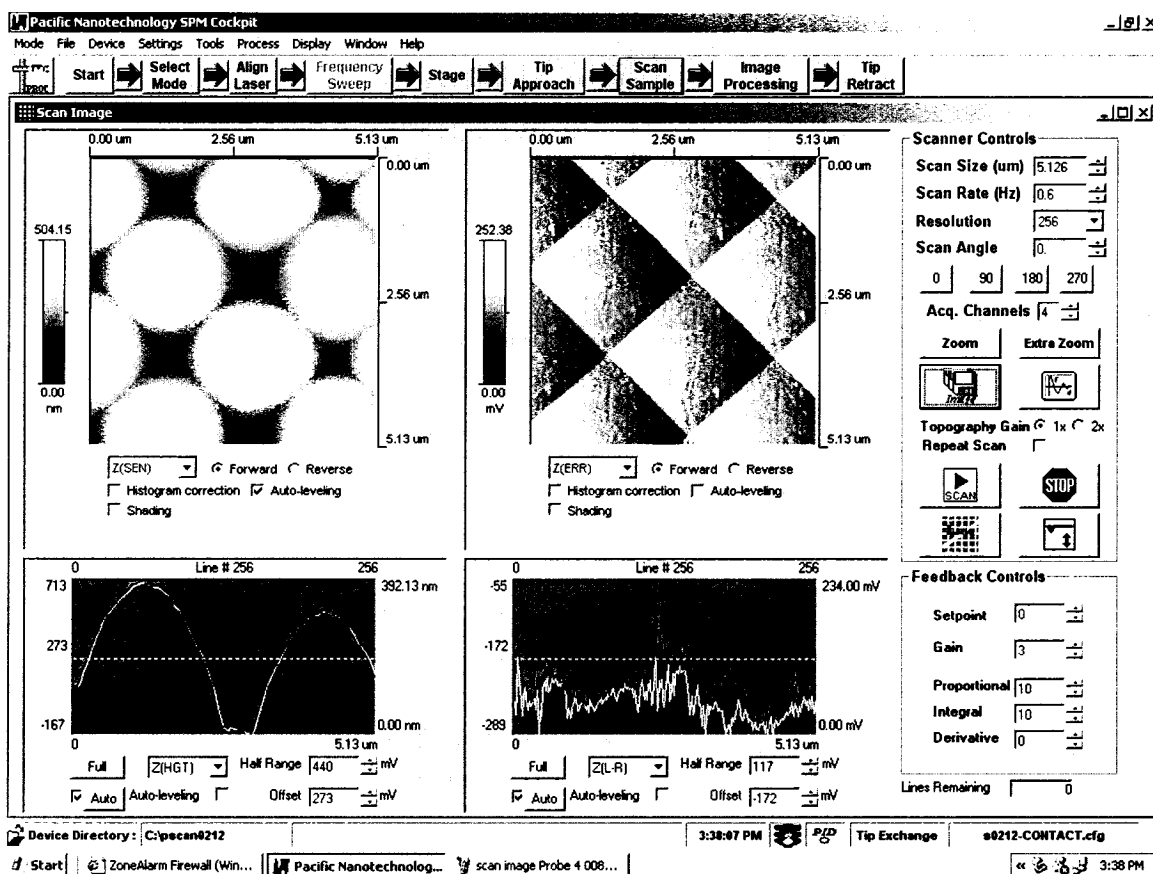 Pacific Nanotechnology SPM Cockpit
Mode File Device Settings Tools Process Display Window Help
Start Select Mode Align Laser Frequency Sweep Stage Tip Approach Scan Sample Image Processing Tip Retract
Scan Image
0.00 um 2.56 um 5.13 um
0.00 um
504.15
2.56 um
0.00
nm
5.13 um
Z(SEN) Forward Reverse
Histogram correction Auto-leveling
Shading
0.00 um 2.56 um 5.13 um
0.00 um
252.38
2.56 um
0.00
mV
5.13 um
Z(ERR) Forward Reverse
Histogram correction Auto-leveling
Shading
Scanner Controls
Scan Size (um) 5.126
Scan Rate (Hz) 0.6
Resolution 256
Scan Angle 0.
0 90 180 270
Acq. Channels 4
Zoom Extra Zoom
Topography Gain 1x 2x
Repeat Scan
SCAN STOP
0 Line # 256 256
713 392.13 nm
273
-167 0.00 nm
0 5.13 um
Full Z(HGT) Half Range 440 mV
Auto Auto-leveling Offset 273 mV
0 Line # 256 256
-55 234.00 mV
-172
-289 0.00 mV
0 5.13 um
Full Z(L-R) Half Range 117 mV
Auto Auto-leveling Offset -172 mV
Feedback Controls
Setpoint 0
Gain 3
Proportional 10
Integral 10
Derivative 0
Lines Remaining 0
Device Directory : C:\pscan0212 3:38:07 PM PID Tip Exchange s0212-CONTACT.cfg
Start ZoneAlarm Firewall (Win... Pacific Nanotechnolog... scan image Probe 4 008... « 3:38 PM